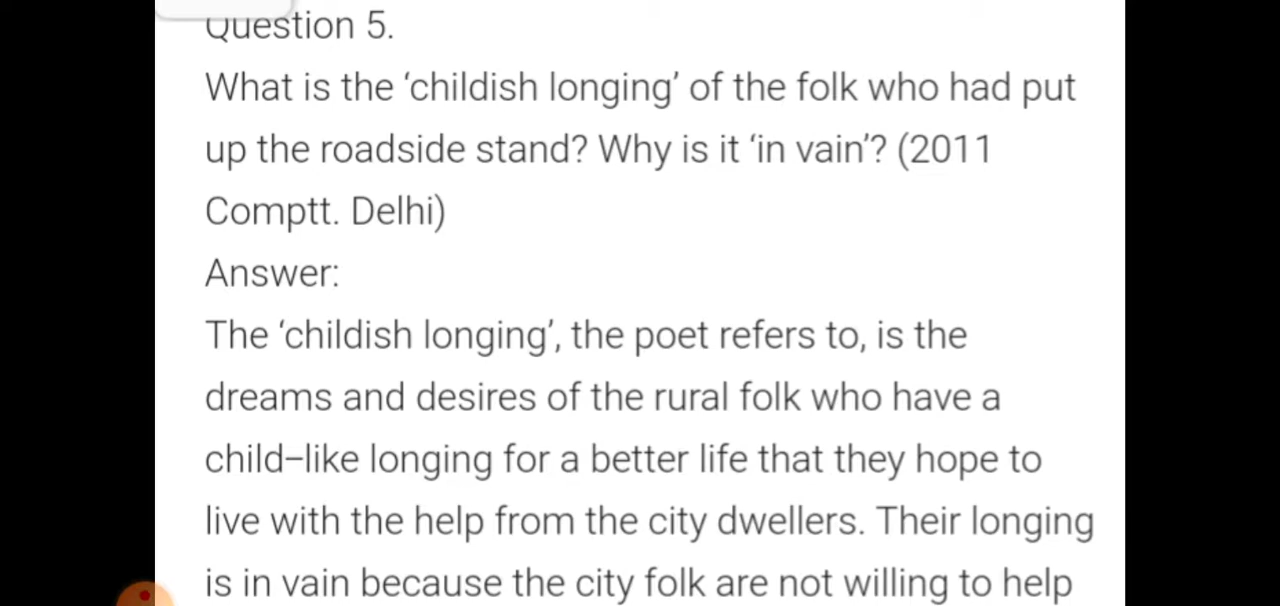 Question 5.
What is the ‘childish longing’ of the folk who had put
up the roadside stand? Why is it ‘in vain’? (2011
Comptt. Delhi)
Answer:
The ‘childish longing’, the poet refers to, is the
dreams and desires of the rural folk who have a
child–like longing for a better life that they hope to
live with the help from the city dwellers. Their longing
is in vain because the city folk are not willing to help